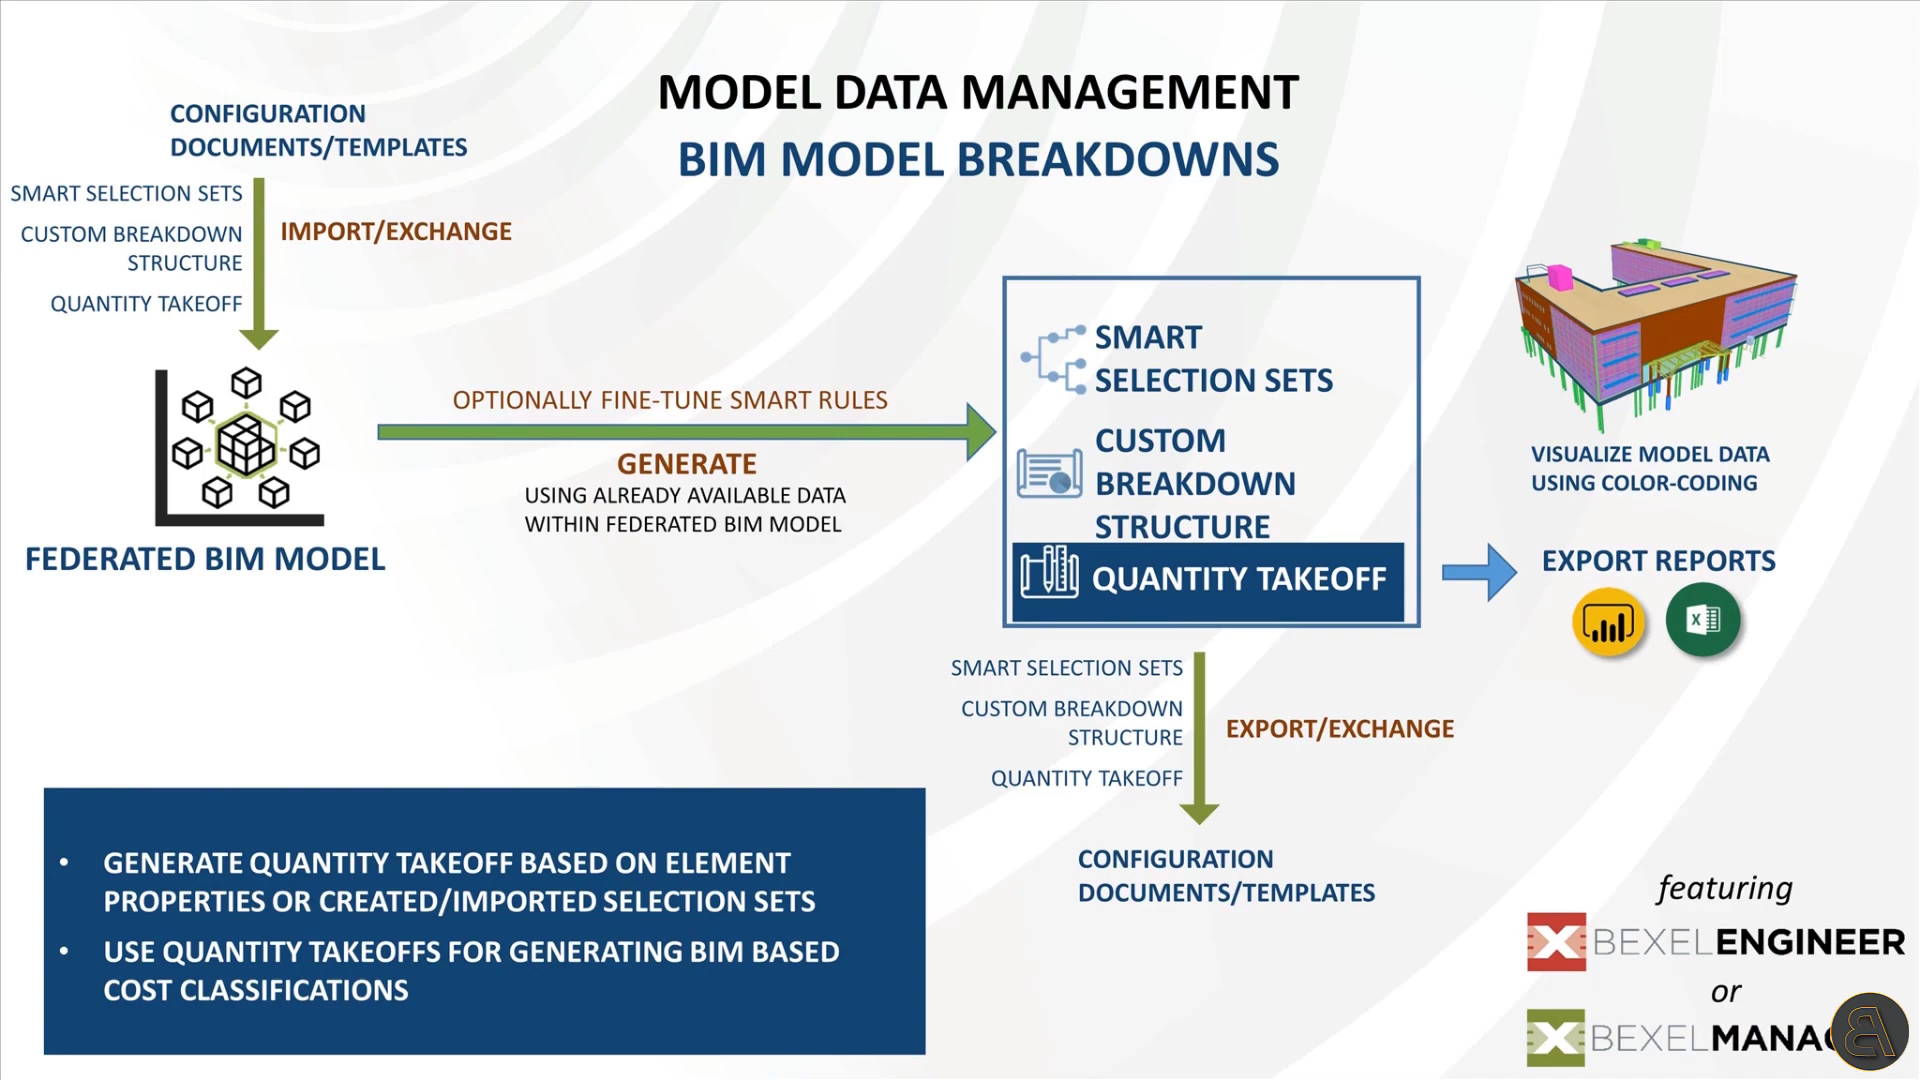 MODEL DATA MANAGEMENT
BIM MODEL BREAKDOWNS
CONFIGURATION
DOCUMENTS/TEMPLATES
SMART SELECTION SETS
CUSTOM BREAKDOWN
STRUCTURE
QUANTITY TAKEOFF
IMPORT/EXCHANGE
FEDERATED BIM MODEL
OPTIONALLY FINE-TUNE SMART RULES
GENERATE
USING ALREADY AVAILABLE DATA
WITHIN FEDERATED BIM MODEL
SMART
SELECTION SETS
CUSTOM
BREAKDOWN
STRUCTURE
QUANTITY TAKEOFF
VISUALIZE MODEL DATA
USING COLOR-CODING
EXPORT REPORTS
X
SMART SELECTION SETS
CUSTOM BREAKDOWN
STRUCTURE
QUANTITY TAKEOFF
EXPORT/EXCHANGE
CONFIGURATION
DOCUMENTS/TEMPLATES
• GENERATE QUANTITY TAKEOFF BASED ON ELEMENT
PROPERTIES OR CREATED/IMPORTED SELECTION SETS
• USE QUANTITY TAKEOFFS FOR GENERATING BIM BASED
COST CLASSIFICATIONS
featuring
BEXELENGINEER
or
BEXELMANA